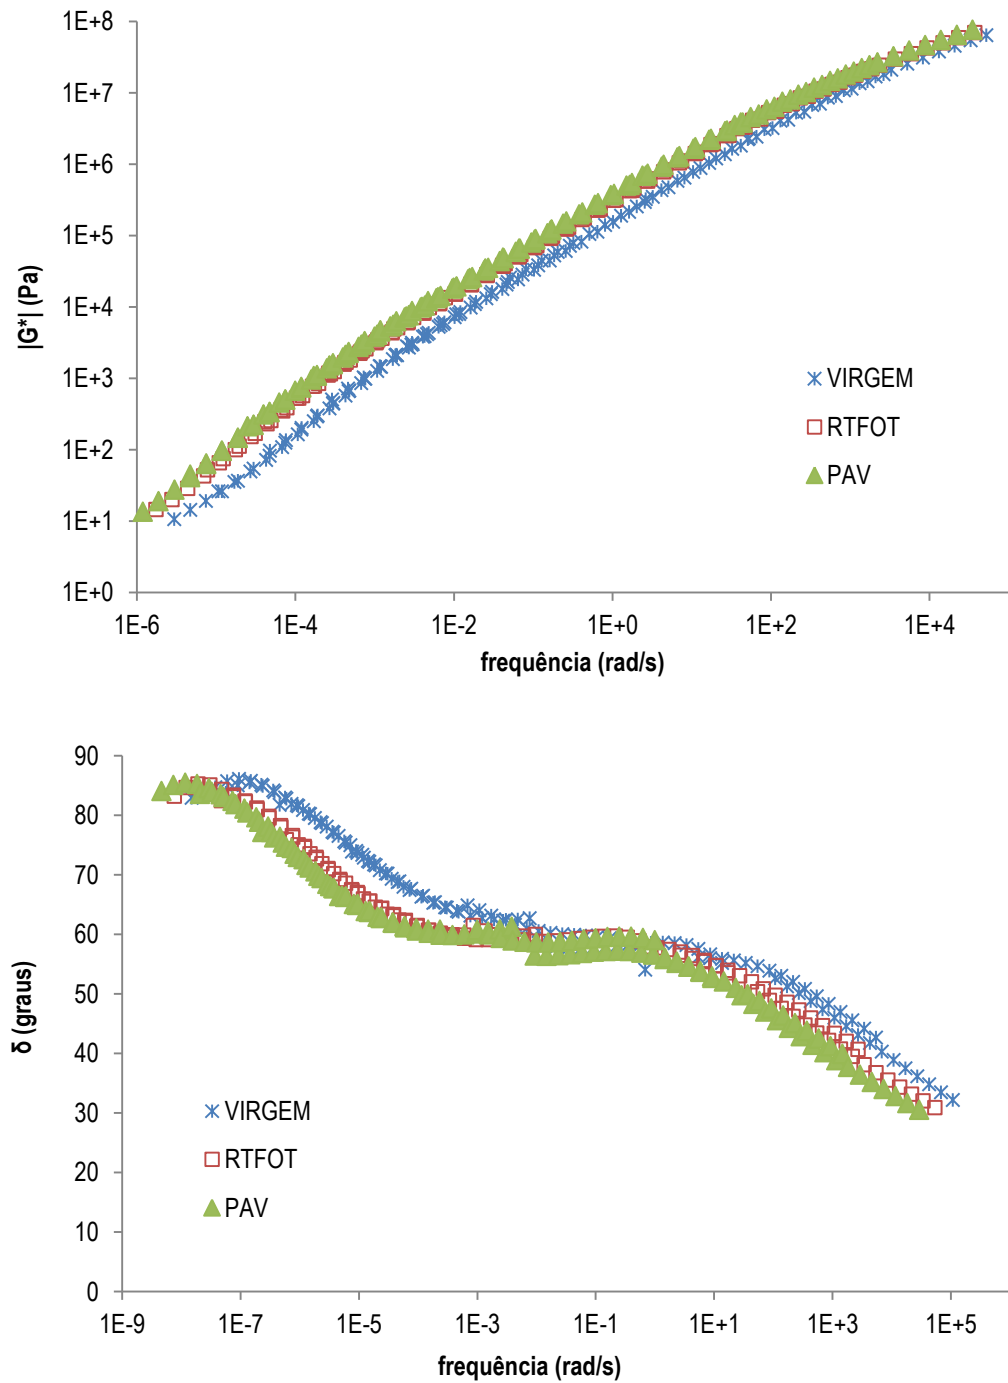 1E+8
1E+7
1E+6
1E+5
1E+4
1E+3
1E+2
1E+1
1E+0
|G*| (Pa)
VIRGEM
RTFOT
PAV
1E-6 1E-4 1E-2 1E+0 1E+2 1E+4
frequência (rad/s)
90
80
70
60
50
40
30
20
10
0
δ (graus)
VIRGEM
RTFOT
PAV
1E-9 1E-7 1E-5 1E-3 1E-1 1E+1 1E+3 1E+5
frequência (rad/s)